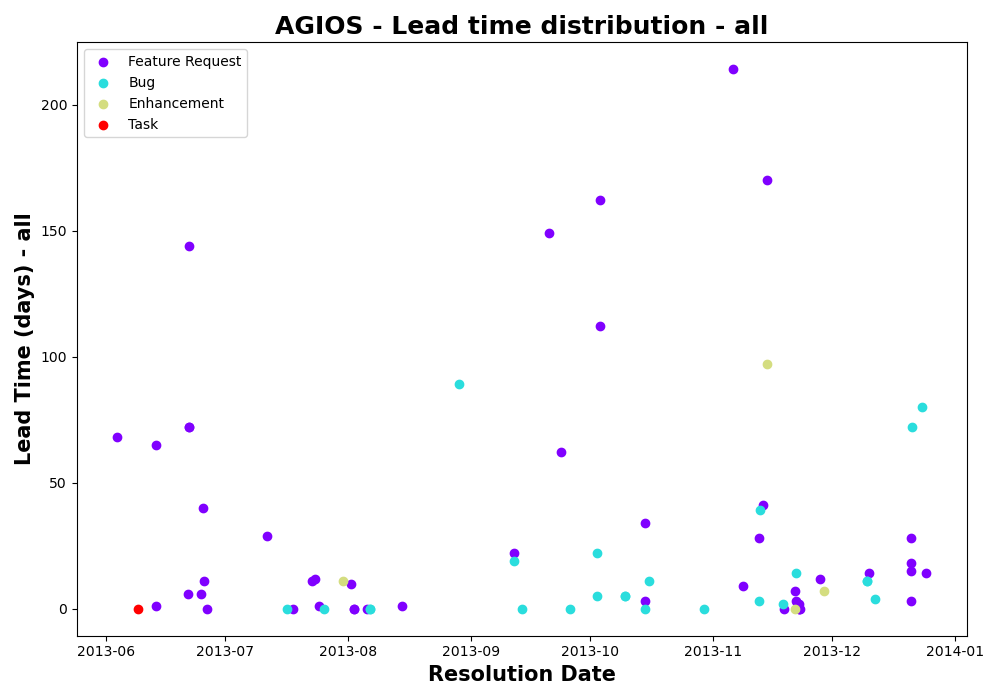 AGIOS - Lead time distribution - all
Feature Request
Bug
Enhancement
Task
Lead Time (days) - all
200
150
100
50
0
2013-06 2013-07 2013-08 2013-09 2013-10 2013-11 2013-12 2014-01
Resolution Date